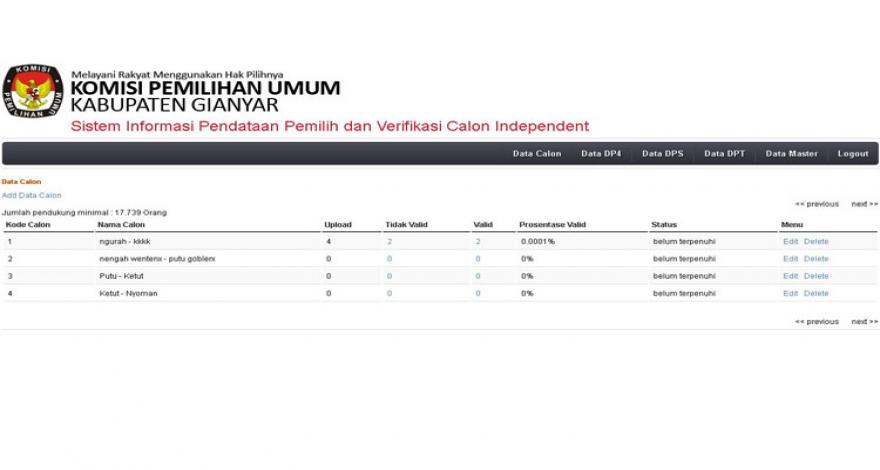 KOMISI
PEMILIHAN UMUM
Melayani Rakyat Menggunakan Hak Pilihnya
KOMISI PEMILIHAN UMUM
KABUPATEN GIANYAR
Sistem Informasi Pendataan Pemilih dan Verifikasi Calon Independent
Data Calon Data DP4 Data DPS Data DPT Data Master Logout
Data Calon
Add Data Calon
<< previous next >>
Jumlah pendukung minimal : 17.739 Orang
Kode Calon Nama Calon Upload Tidak Valid Valid Prosentase Valid Status Menu
1 ngurah - kkkk 4 2 2 0.0001% belum terpenuhi Edit Delete
2 nengah wentenx - putu goblenx 0 0 0 0% belum terpenuhi Edit Delete
3 Putu - Ketut 0 0 0 0% belum terpenuhi Edit Delete
4 Ketut - Nyoman 0 0 0 0% belum terpenuhi Edit Delete
<< previous next >>